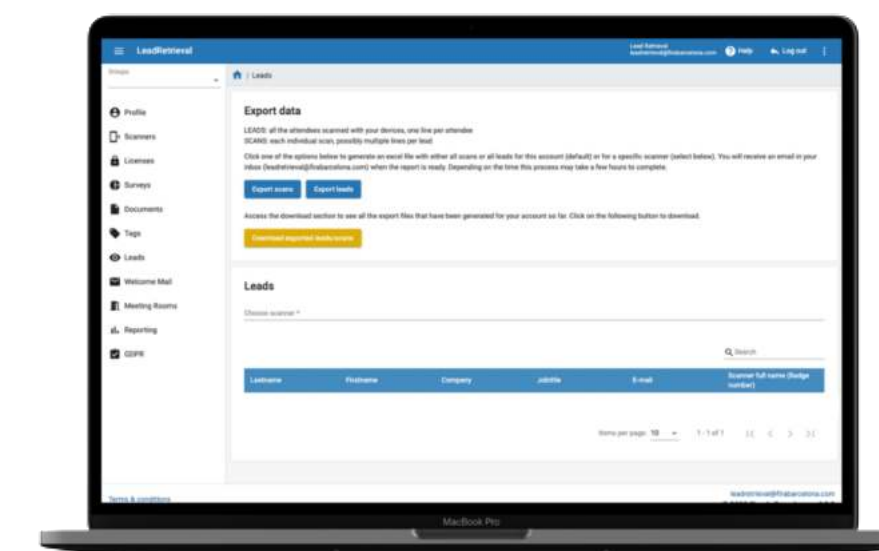 LeadRetrieval
Lead Retrieval
leadretrieval@firabarcelona.com
Help
Log out
/ Leads
Profile
Scanners
Licenses
Surveys
Documents
Tags
Leads
Welcome Mail
Meeting Rooms
Reporting
GDPR
Export data
LEADS: all the attendees scanned with your devices, one line per attendee
SCANS: each individual scan, possibly multiple lines per lead
Click one of the options below to generate an excel file with either all scans or all leads for this account (default) or for a specific scanner (select below). You will receive an email in your
inbox (leadretrieval@firabarcelona.com) when the report is ready. Depending on the time this process may take a few hours to complete.
Export scans
Export leads
Access the download section to see all the export files that have been generated for your account so far. Click on the following button to download.
Download exported leads/scans
Leads
Choose scanner *
Search
Lastname Firstname Company Jobtitle E-mail Scanner full name (Badge
number)
Items per page: 10 1 - 1 of 1
Terms & conditions
leadretrieval@firabarcelona.com
MacBook Pro